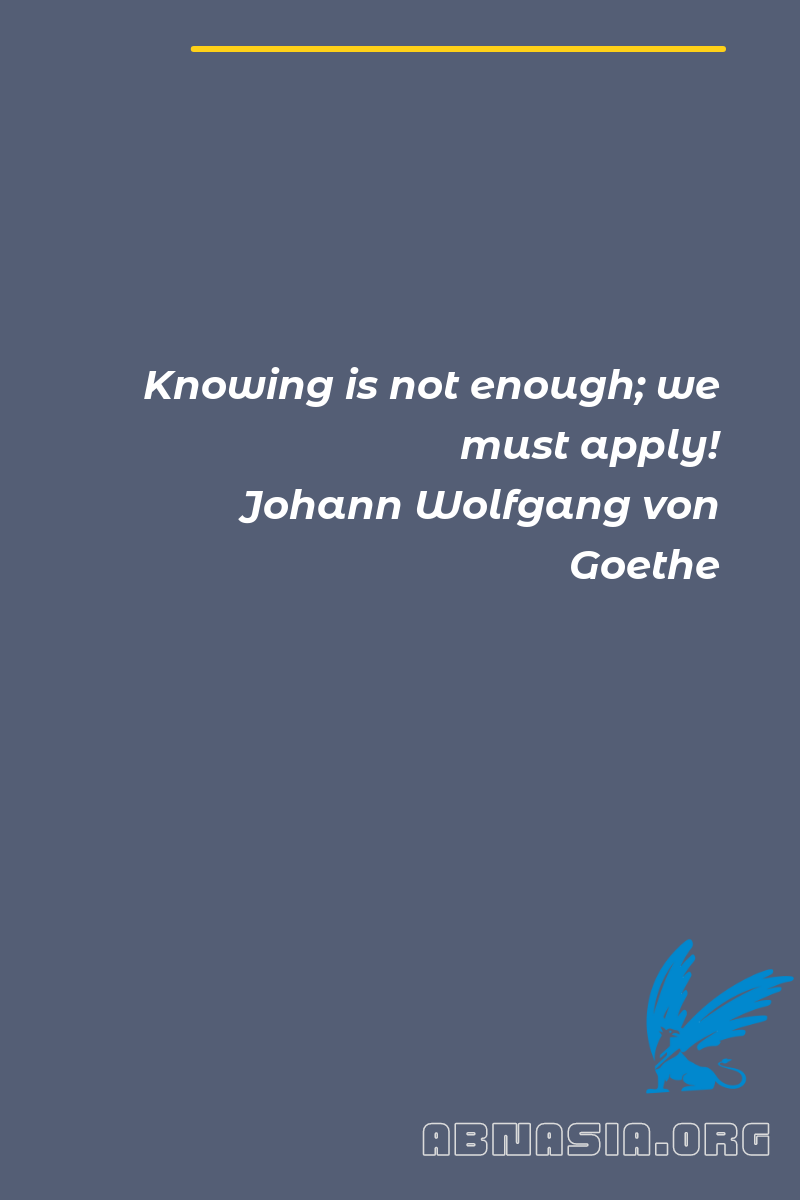 Knowing is not enough; we
must apply!
Johann Wolfgang von
Goethe
ABNASIA.ORG